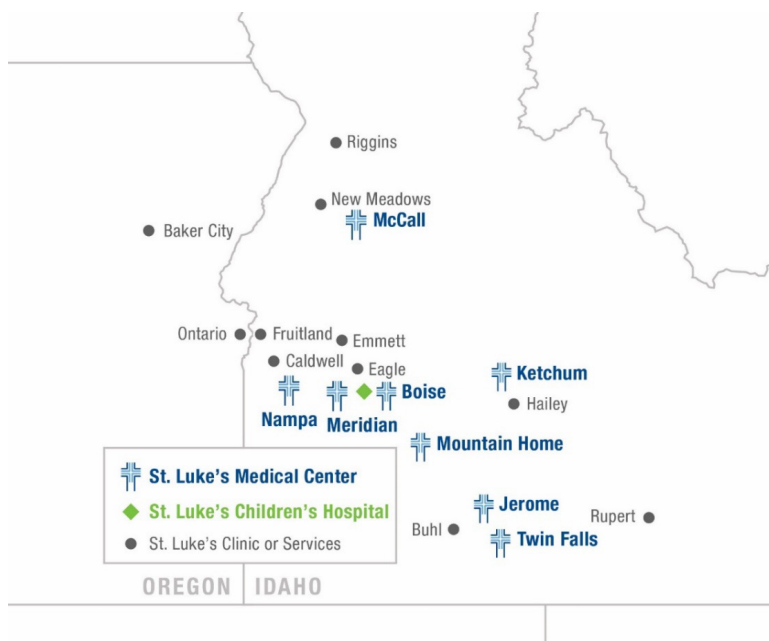 Riggins
New Meadows
McCall
Baker City
Ontario
Fruitland
Emmett
Caldwell
Eagle
Ketchum
Boise
Hailey
Nampa
Meridian
Mountain Home
St. Luke's Medical Center
St. Luke's Children's Hospital
St. Luke's Clinic or Services
Jerome
Rupert
Buhl
Twin Falls
OREGON
IDAHO